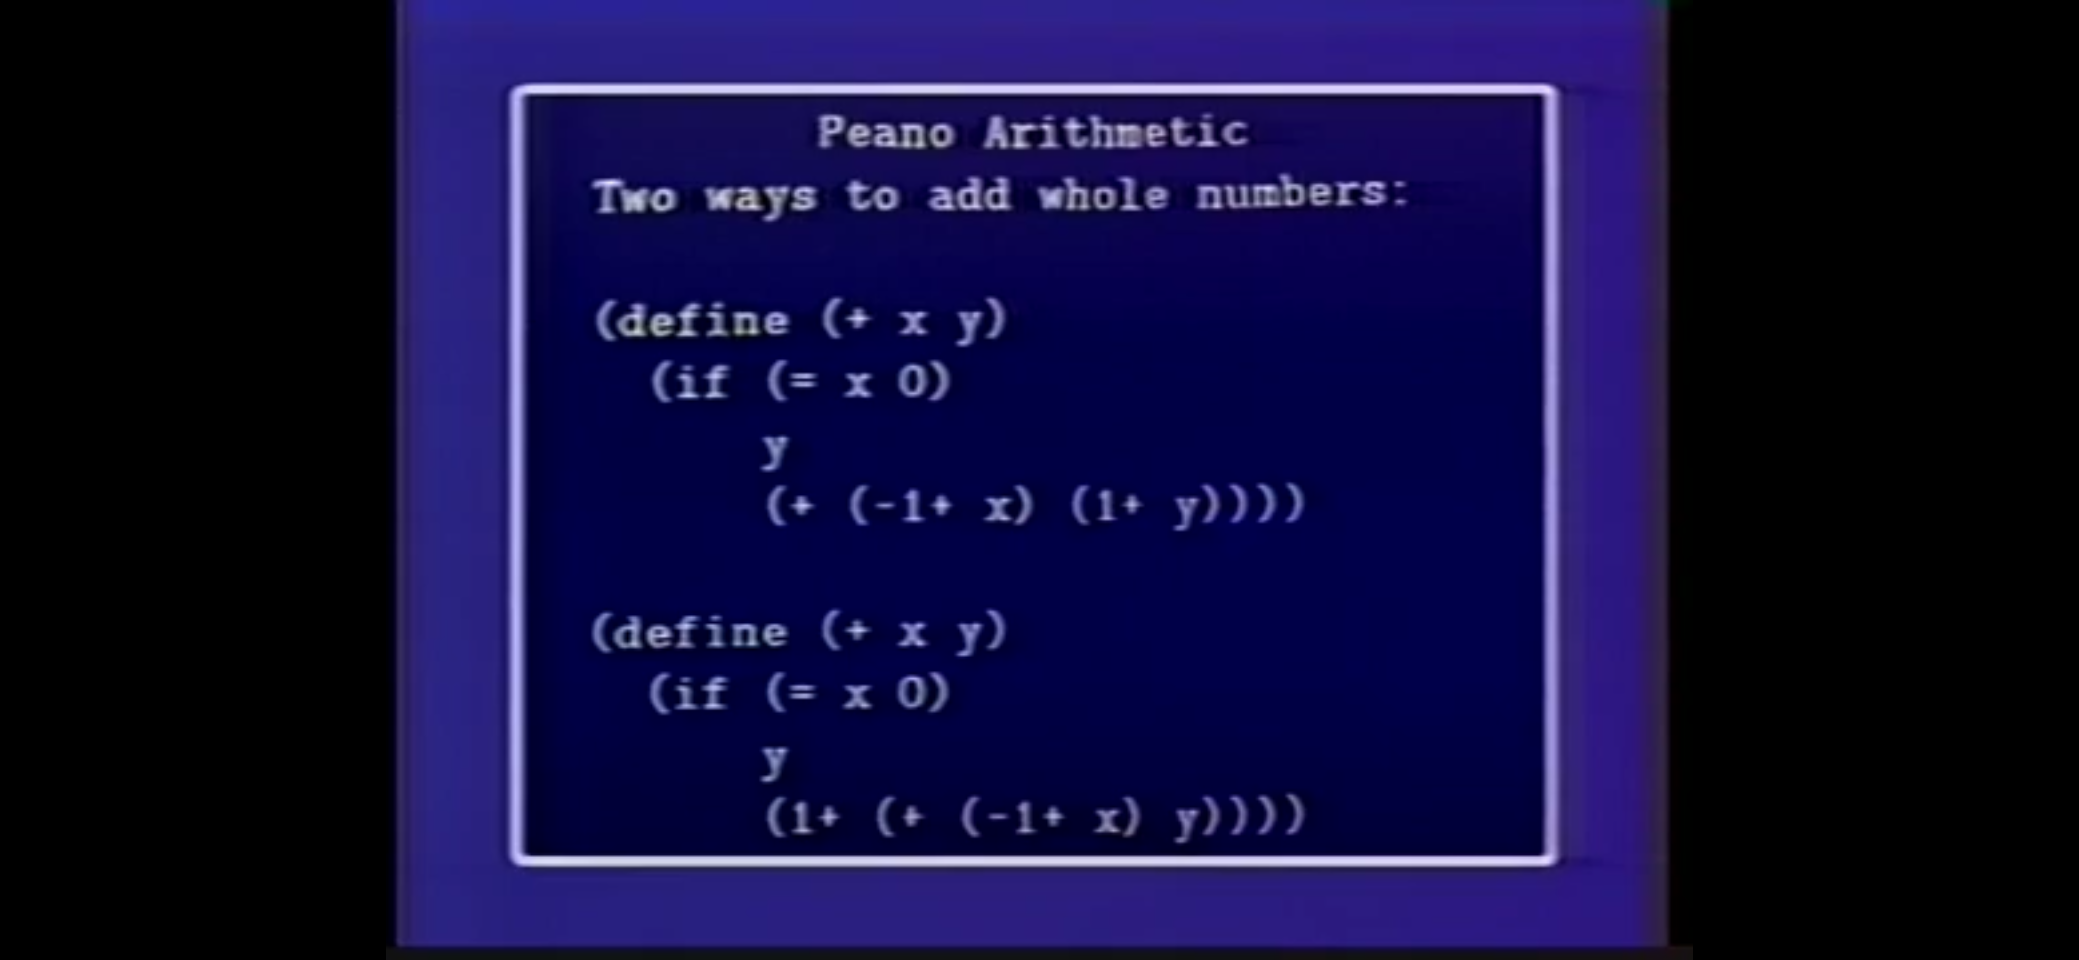 Peano Arithmetic
Two ways to add whole numbers:
(define (+ x y)
(if (= x 0)
y
(+ (-1+ x) (1+ y))))
(define (+ x y)
(if (= x 0)
y
(1+ (+ (-1+ x) y))))